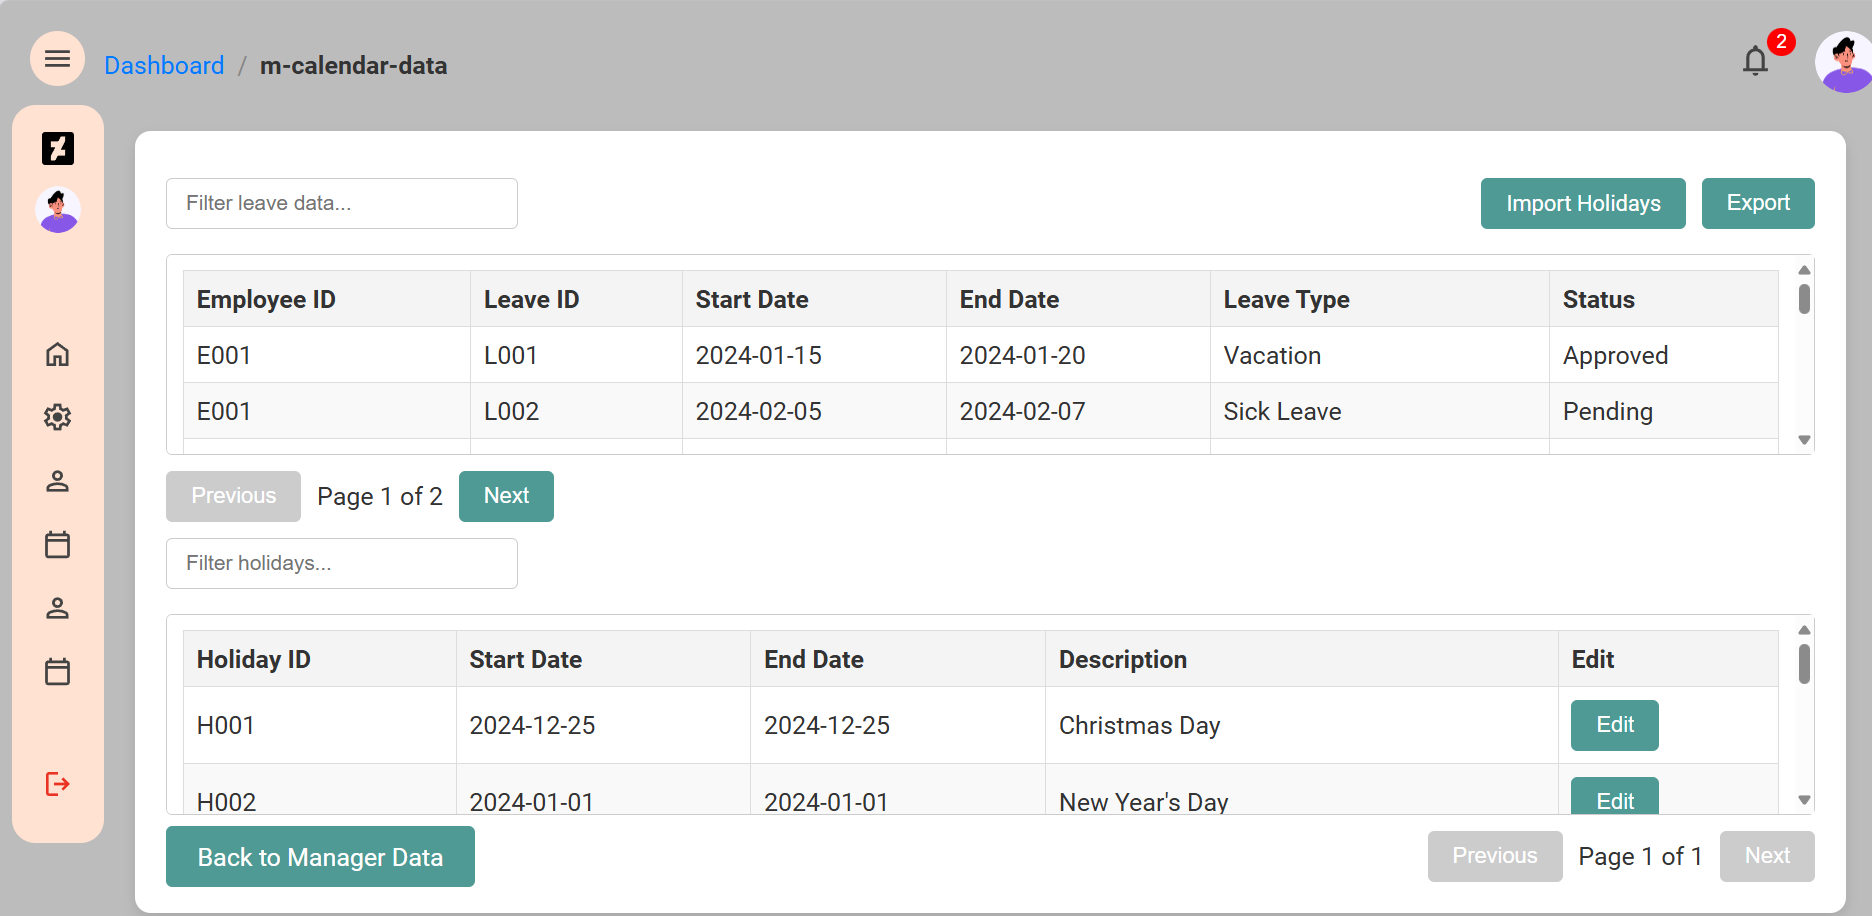 Dashboard / m-calendar-data
2
Filter leave data...
Import Holidays
Export
Employee ID Leave ID Start Date End Date Leave Type Status
E001 L001 2024-01-15 2024-01-20 Vacation Approved
E001 L002 2024-02-05 2024-02-07 Sick Leave Pending
Previous Page 1 of 2 Next
Filter holidays...
Holiday ID Start Date End Date Description Edit
H001 2024-12-25 2024-12-25 Christmas Day Edit
H002 2024-01-01 2024-01-01 New Year's Day Edit
Back to Manager Data
Previous Page 1 of 1 Next